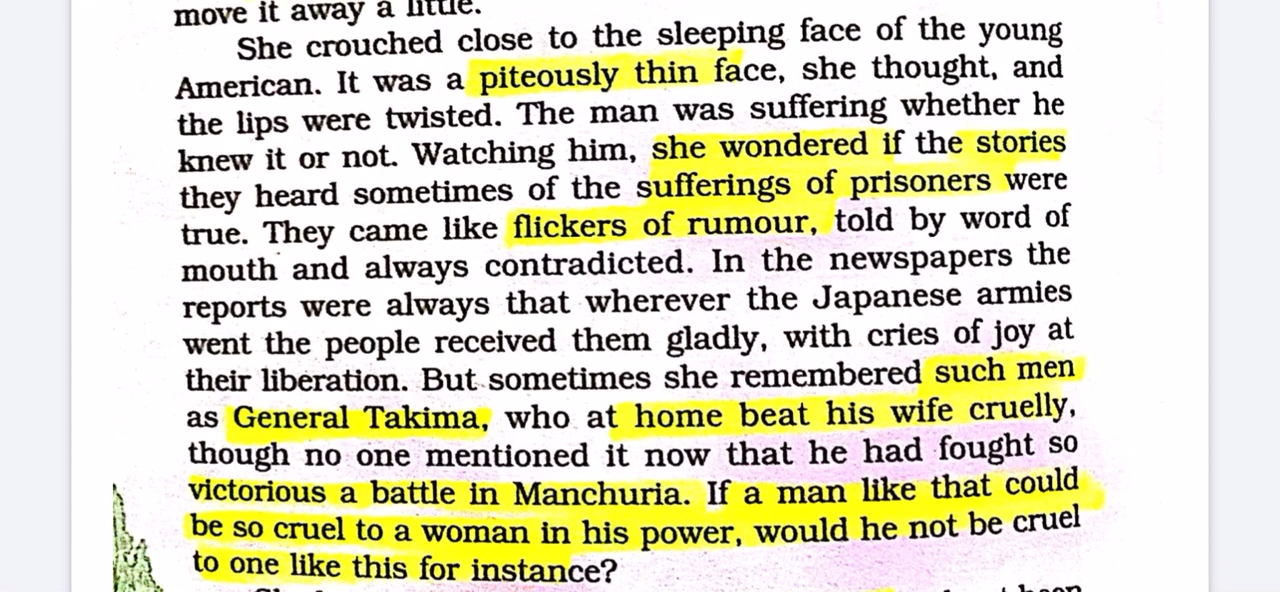 move it away a little.
She crouched close to the sleeping face of the young
American. It was a piteously thin face, she thought, and
the lips were twisted. The man was suffering whether he
knew it or not. Watching him, she wondered if the stories
they heard sometimes of the sufferings of prisoners were
true. They came like flickers of rumour, told by word of
mouth and always contradicted. In the newspapers the
reports were always that wherever the Japanese armies
went the people received them gladly, with cries of joy at
their liberation. But sometimes she remembered such men
as General Takima, who at home beat his wife cruelly,
though no one mentioned it now that he had fought so
victorious a battle in Manchuria. If a man like that could
be so cruel to a woman in his power, would he not be cruel
to one like this for instance?